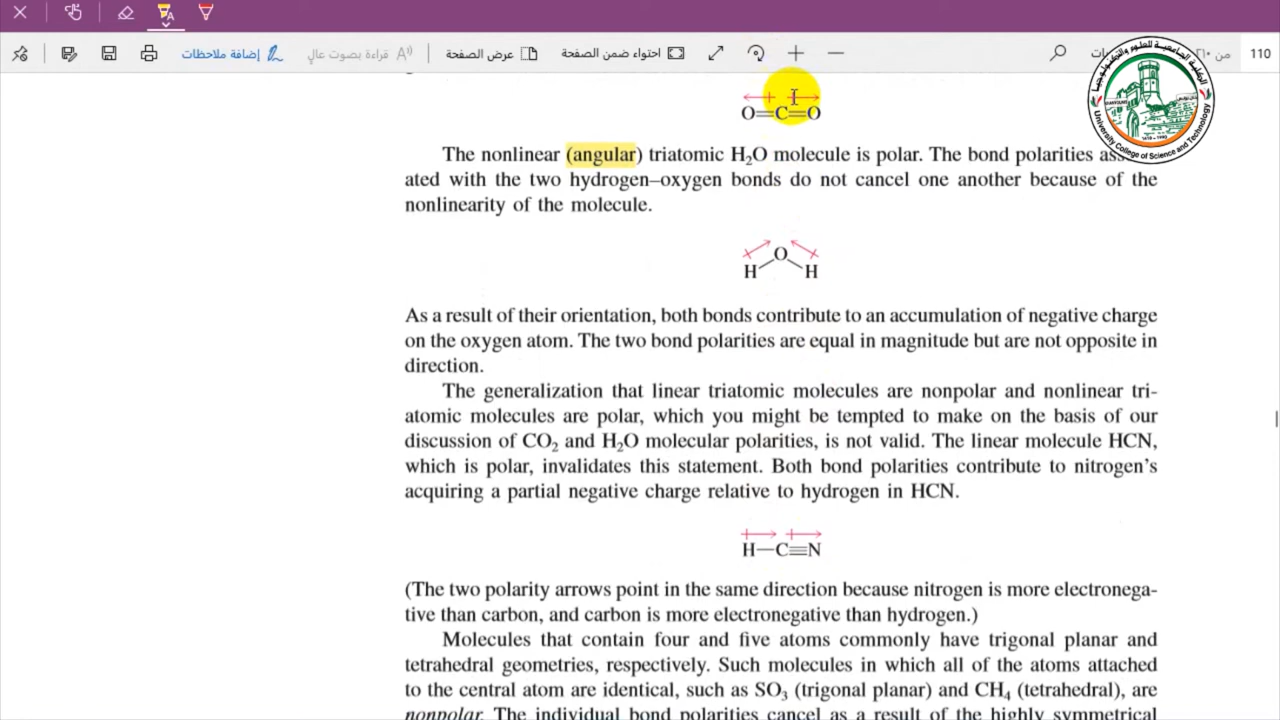 إضافة ملاحظات
قراءة بصوت عالٍ
عرض الصفحة
احتواء ضمن الصفحة
من
110
O=C=O
The nonlinear (angular) triatomic H₂O molecule is polar. The bond polarities
ated with the two hydrogen–oxygen bonds do not cancel one another because of the
nonlinearity of the molecule.
O
H H
As a result of their orientation, both bonds contribute to an accumulation of negative charge
on the oxygen atom. The two bond polarities are equal in magnitude but are not opposite in
direction.
The generalization that linear triatomic molecules are nonpolar and nonlinear tri-
atomic molecules are polar, which you might be tempted to make on the basis of our
discussion of CO₂ and H₂O molecular polarities, is not valid. The linear molecule HCN,
which is polar, invalidates this statement. Both bond polarities contribute to nitrogen's
acquiring a partial negative charge relative to hydrogen in HCN.
H—C≡N
(The two polarity arrows point in the same direction because nitrogen is more electronega-
tive than carbon, and carbon is more electronegative than hydrogen.)
Molecules that contain four and five atoms commonly have trigonal planar and
tetrahedral geometries, respectively. Such molecules in which all of the atoms attached
to the central atom are identical, such as SO₃ (trigonal planar) and CH₄ (tetrahedral), are
nonpolar. The individual bond polarities cancel as a result of the highly symmetrical
University College of Science and Technology